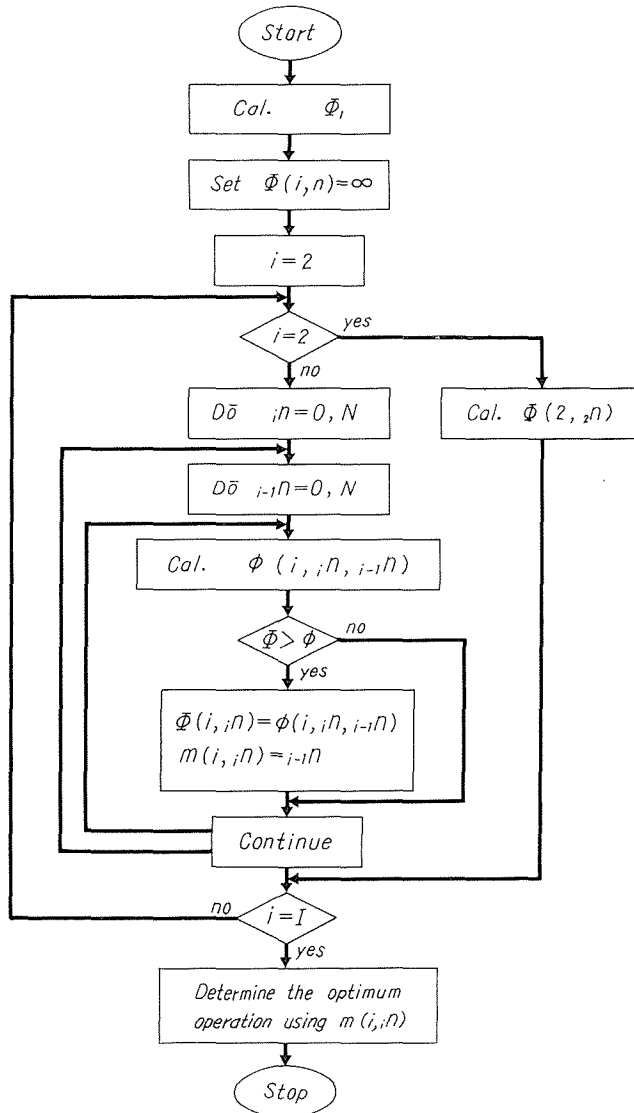 Start
Cal. Φ₁
Set Φ(i,n)=∞
i=2
i=2
yes
no
Dō ᵢn=0, N
Cal. Φ(2, ₂n)
Dō ᵢ₋₁n=0, N
Cal. ϕ (i, ᵢn, ᵢ₋₁n)
Φ> ϕ
no
yes
Φ(i, ᵢn)=ϕ(i, ᵢn, ᵢ₋₁n)
m(i, ᵢn)=ᵢ₋₁n
Continue
no
i=I
yes
Determine the optimum
operation using m(i, ᵢn)
Stop